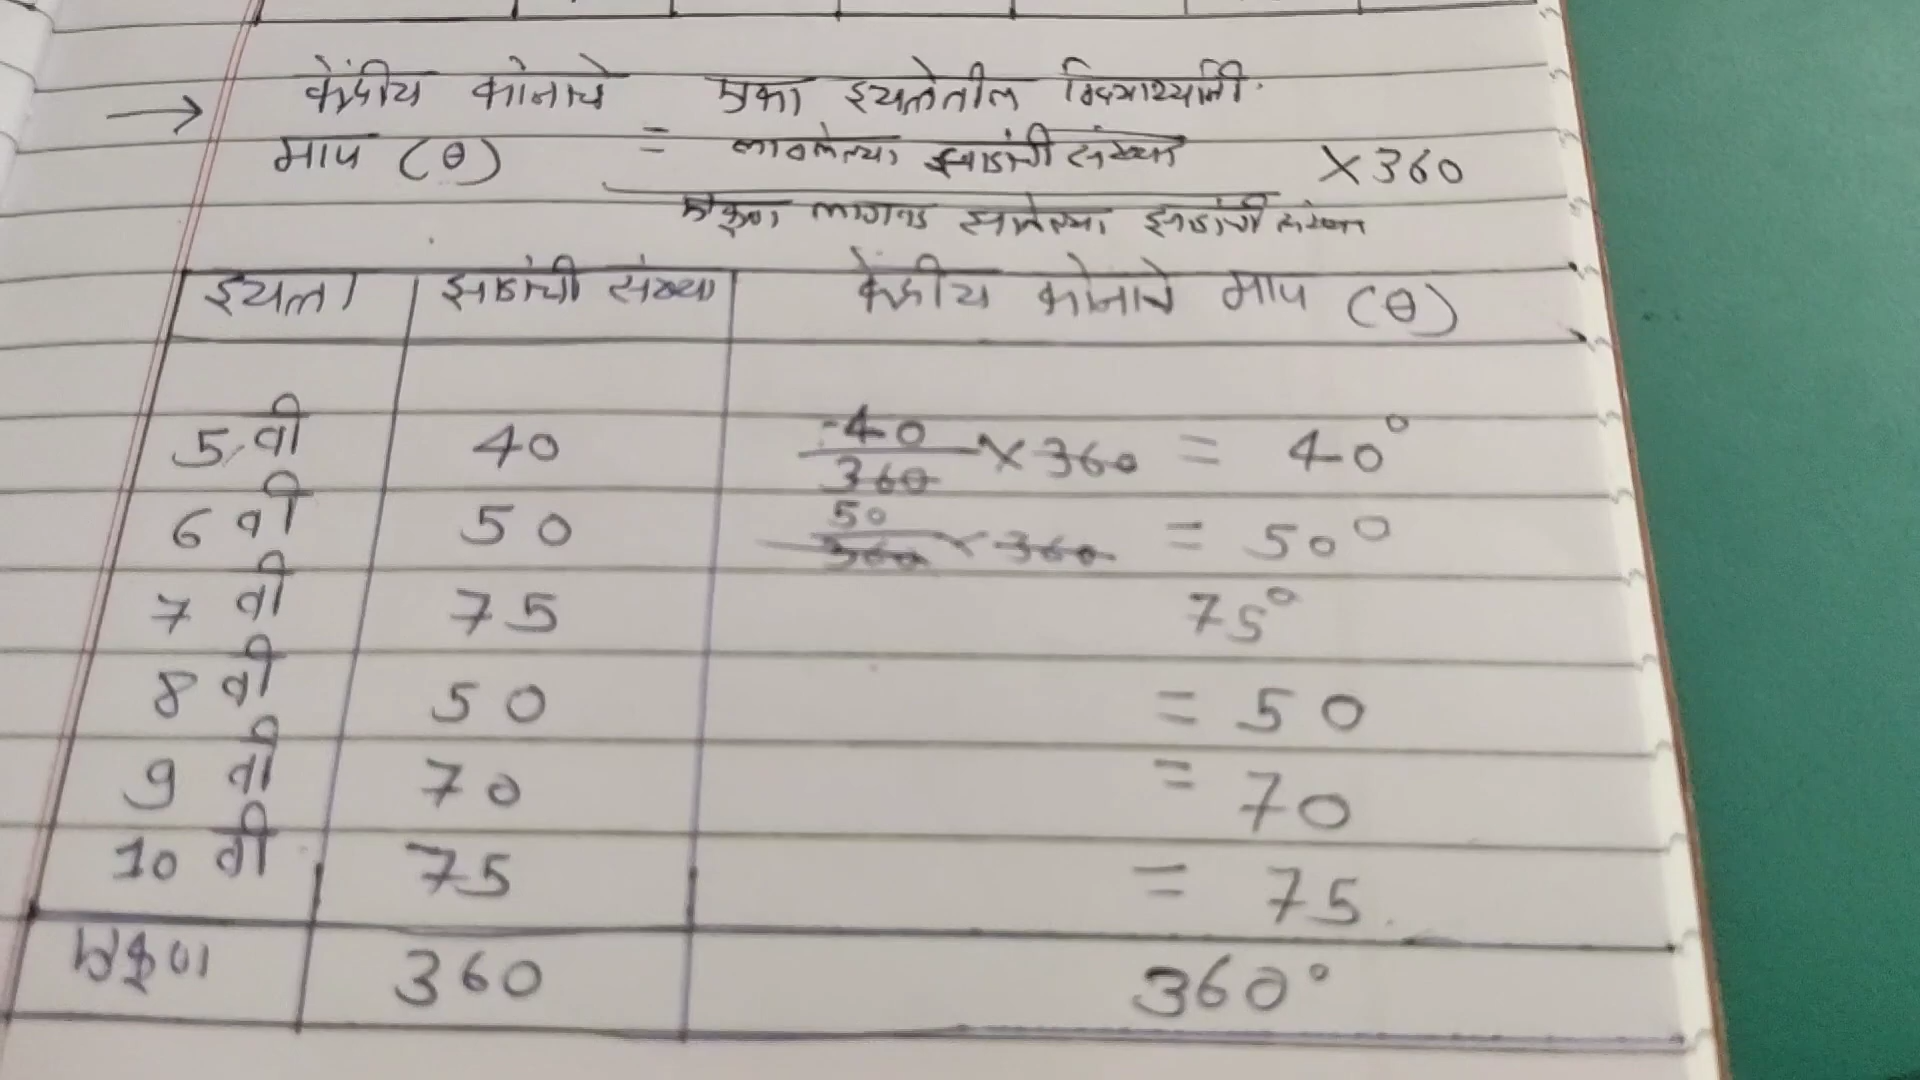 → केंद्रीय कोनाचे माप (θ) = एका इयत्तेतील विद्यार्थ्यांनी लावलेल्या झाडांची संख्या × 360
एकूण लागवड झालेल्या झाडांची संख्या
इयत्ता झाडांची संख्या केंद्रीय कोनाचे माप (θ)
5 वी 40 40/360 × 360 = 40°
6 वी 50 50/360 × 360 = 50°
7 वी 75 75°
8 वी 50 = 50
9 वी 70 = 70
10 वी 75 = 75
एकूण 360 360°